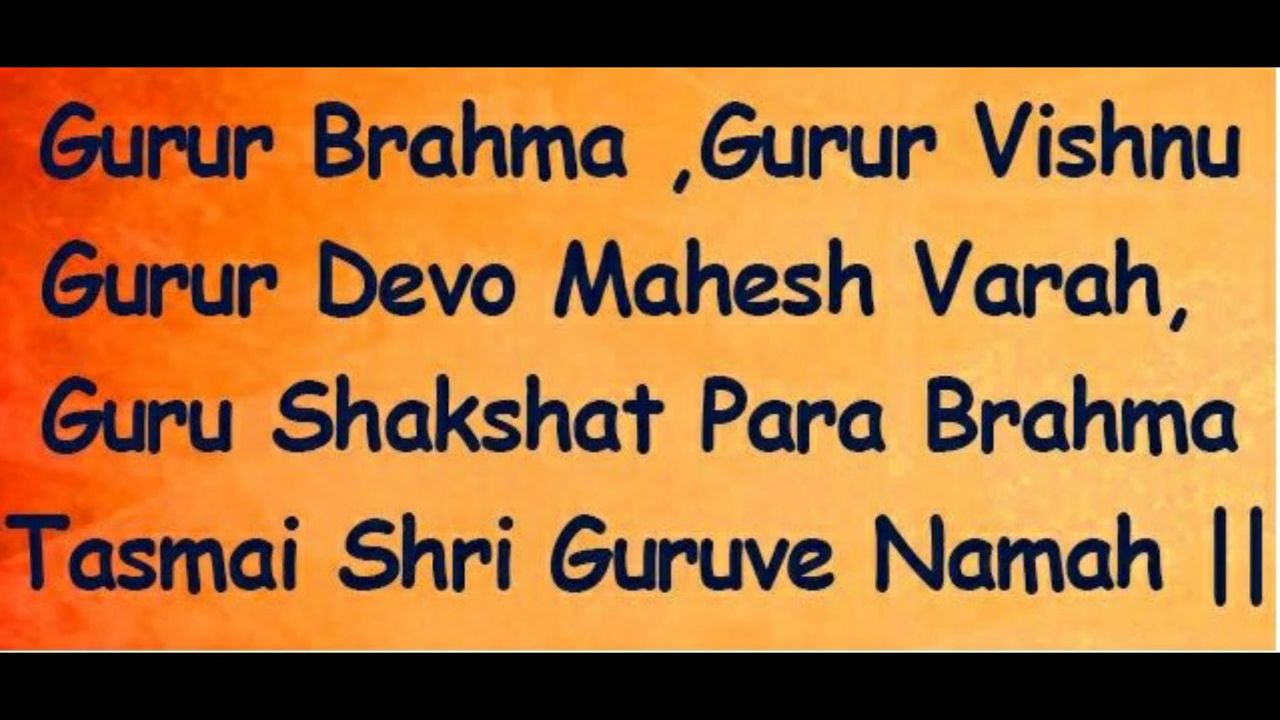 Gurur Brahma ,Gurur Vishnu
Gurur Devo Mahesh Varah,
Guru Shakshat Para Brahma
Tasmai Shri Guruve Namah ||